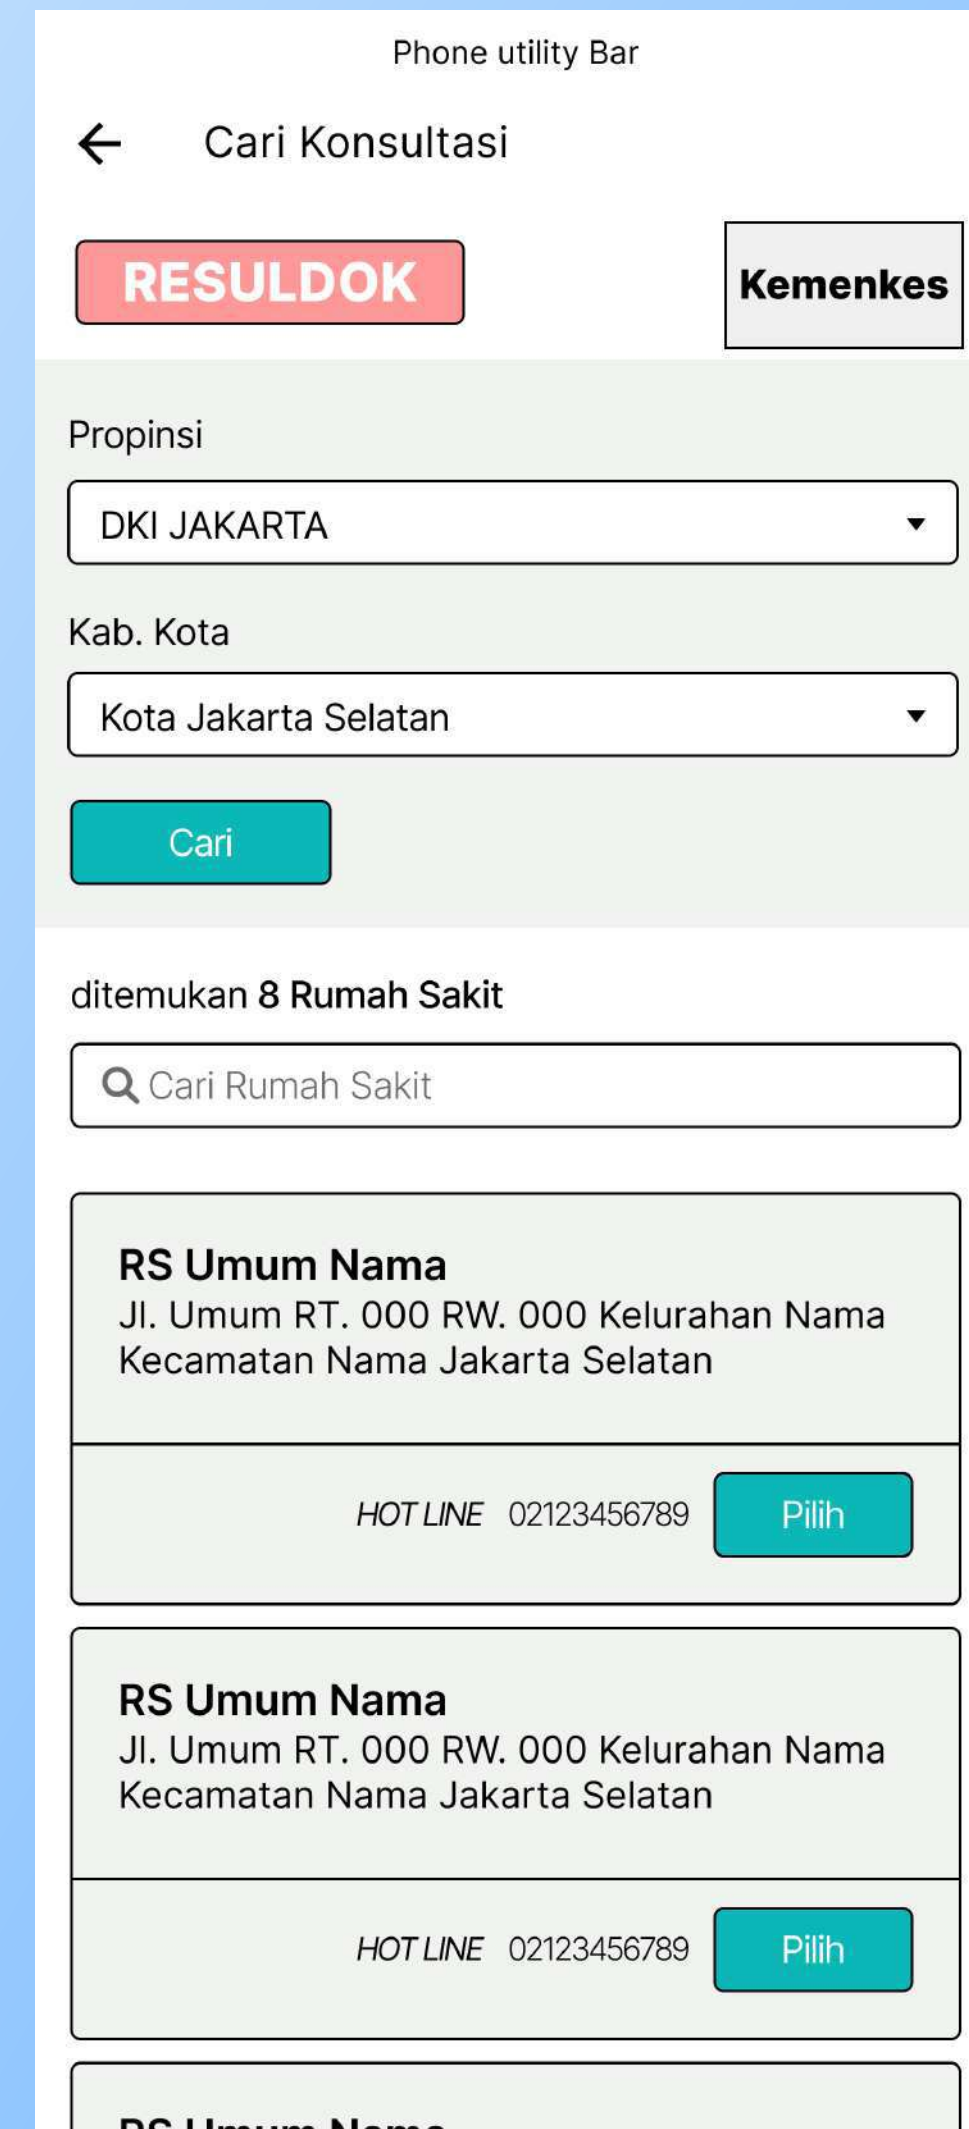 Phone utility Bar
Cari Konsultasi
RESULDOK
Kemenkes
Propinsi
DKI JAKARTA
Kab. Kota
Kota Jakarta Selatan
Cari
ditemukan 8 Rumah Sakit
Cari Rumah Sakit
RS Umum Nama
Jl. Umum RT. 000 RW. 000 Kelurahan Nama
Kecamatan Nama Jakarta Selatan
HOT LINE 02123456789 Pilih
RS Umum Nama
Jl. Umum RT. 000 RW. 000 Kelurahan Nama
Kecamatan Nama Jakarta Selatan
HOT LINE 02123456789 Pilih
RS Umum Nama